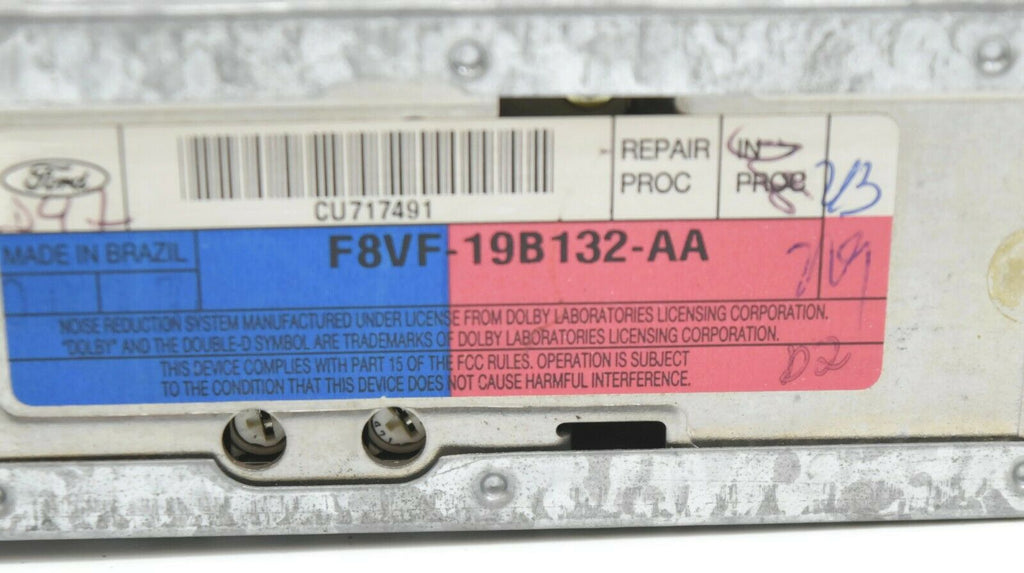 Ford
REPAIR
PROC
IN
PROC
CU717491
MADE IN BRAZIL
F8VF-19B132-AA
NOISE REDUCTION SYSTEM MANUFACTURED UNDER LICENSE FROM DOLBY LABORATORIES LICENSING CORPORATION.
"DOLBY" AND THE DOUBLE-D SYMBOL ARE TRADEMARKS OF DOLBY LABORATORIES LICENSING CORPORATION.
THIS DEVICE COMPLIES WITH PART 15 OF THE FCC RULES. OPERATION IS SUBJECT
TO THE CONDITION THAT THIS DEVICE DOES NOT CAUSE HARMFUL INTERFERENCE.
D2